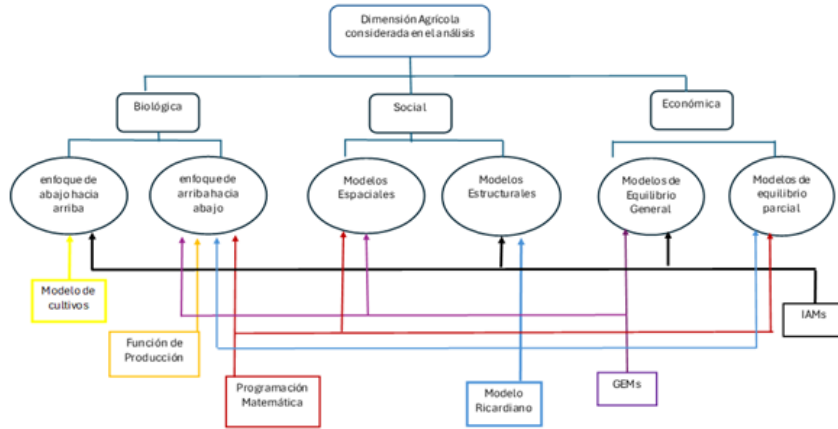 Dimensión Agrícola
considerada en el análisis
Biológica
Social
Económica
enfoque de
abajo hacia
arriba
enfoque de
arriba hacia
abajo
Modelos
Espaciales
Modelos
Estructurales
Modelos de
Equilibrio
General
Modelos de
equilibrio
parcial
Modelo de
cultivos
IAMs
Función de
Producción
Programación
Matemática
Modelo
Ricardiano
GEMs